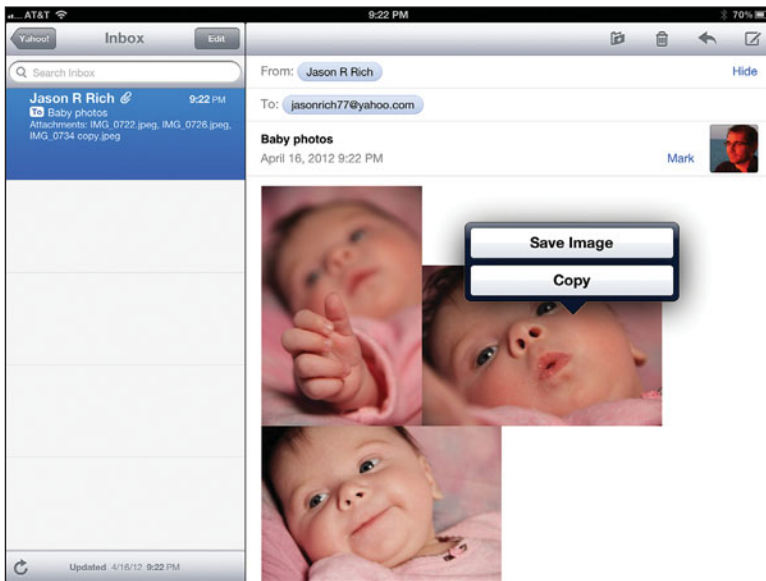 AT&T
9:22 PM
70%
Yahoo!
Inbox
Edit
Search Inbox
Jason R Rich
9:22 PM
To Baby photos
Attachments: IMG_0722.jpeg, IMG_0726.jpeg,
IMG_0734 copy.jpeg
From: Jason R Rich
Hide
To: jasonrich77@yahoo.com
Baby photos
April 16, 2012 9:22 PM
Mark
Save Image
Copy
Updated 4/16/12 9:22 PM